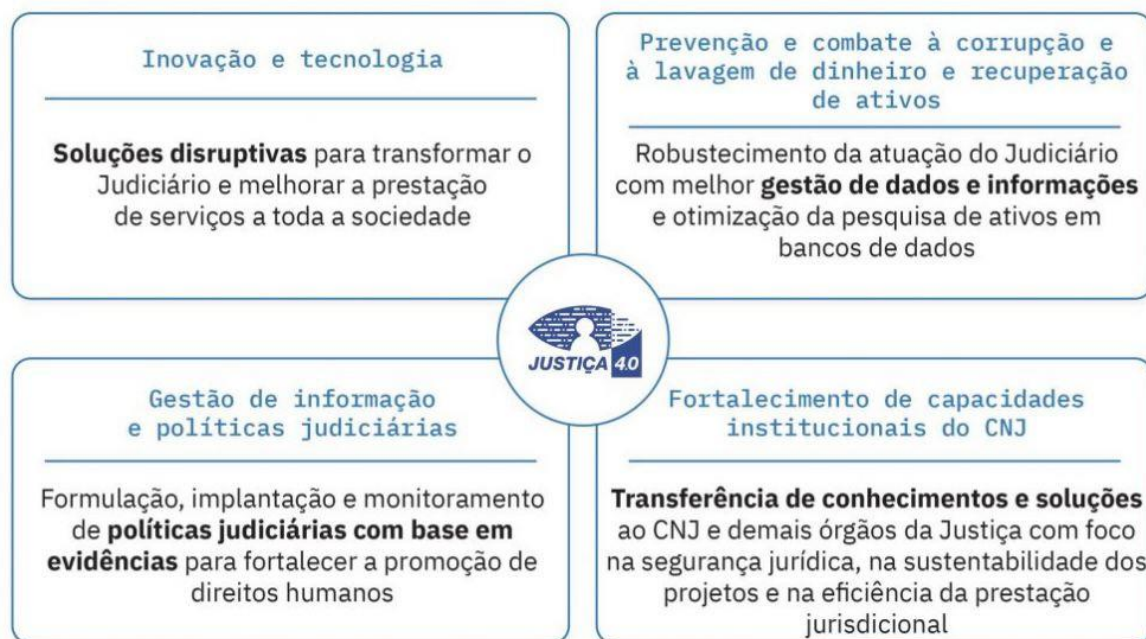 Inovação e tecnologia
Soluções disruptivas para transformar o
Judiciário e melhorar a prestação
de serviços a toda a sociedade
Prevenção e combate à corrupção e
à lavagem de dinheiro e recuperação
de ativos
Robustecimento da atuação do Judiciário
com melhor gestão de dados e informações
e otimização da pesquisa de ativos em
bancos de dados
JUSTIÇA 4.0
Gestão de informação
e políticas judiciárias
Formulação, implantação e monitoramento
de políticas judiciárias com base em
evidências para fortalecer a promoção de
direitos humanos
Fortalecimento de capacidades
institucionais do CNJ
Transferência de conhecimentos e soluções
ao CNJ e demais órgãos da Justiça com foco
na segurança jurídica, na sustentabilidade dos
projetos e na eficiência da prestação
jurisdicional